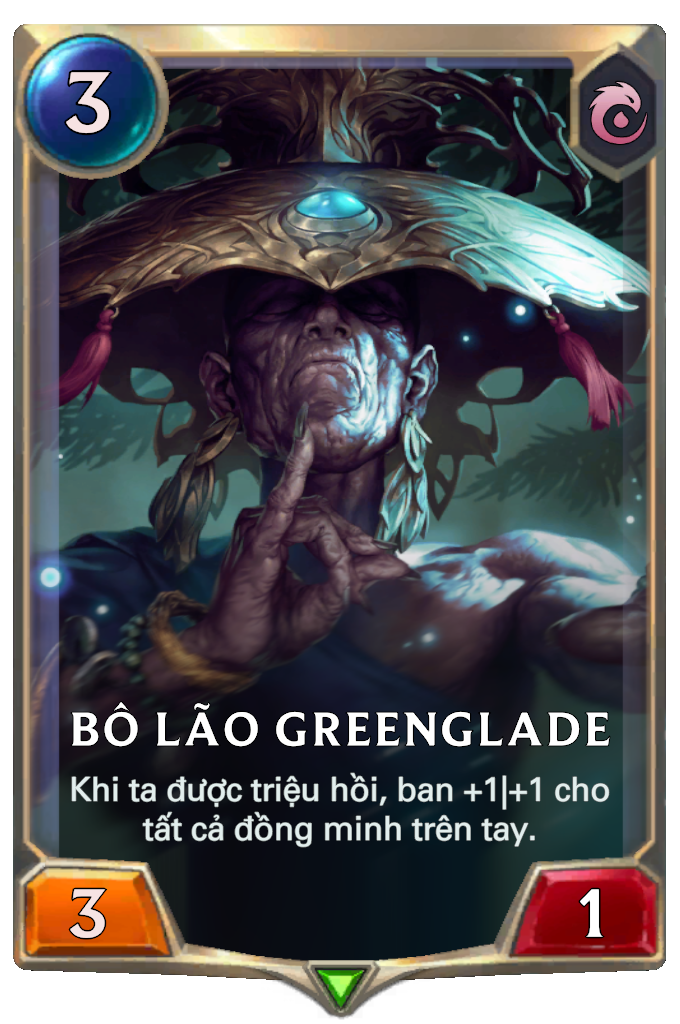 3
BÔ LÃO GREENGLADE
Khi ta được triệu hồi, ban +1|+1 cho
tất cả đồng minh trên tay.
3
1